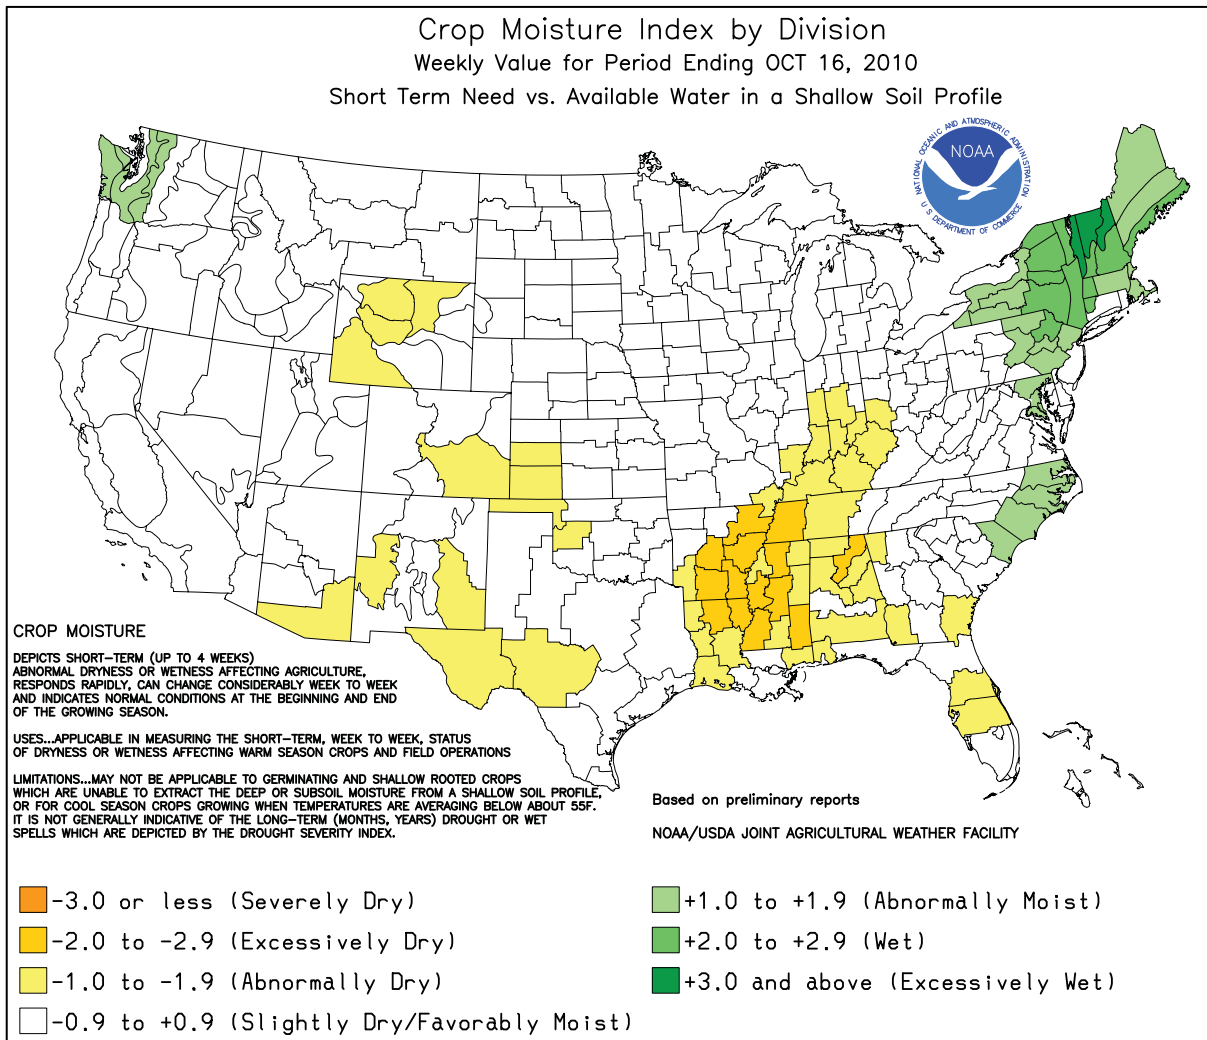 Crop Moisture Index by Division
Weekly Value for Period Ending OCT 16, 2010
Short Term Need vs. Available Water in a Shallow Soil Profile
NATIONAL OCEANIC AND ATMOSPHERIC ADMINISTRATION
NOAA
U S DEPARTMENT OF COMMERCE
CROP MOISTURE
DEPICTS SHORT-TERM (UP TO 4 WEEKS)
ABNORMAL DRYNESS OR WETNESS AFFECTING AGRICULTURE,
RESPONDS RAPIDLY, CAN CHANGE CONSIDERABLY WEEK TO WEEK
AND INDICATES NORMAL CONDITIONS AT THE BEGINNING AND END
OF THE GROWING SEASON.
USES...APPLICABLE IN MEASURING THE SHORT-TERM, WEEK TO WEEK, STATUS
OF DRYNESS OR WETNESS AFFECTING WARM SEASON CROPS AND FIELD OPERATIONS
LIMITATIONS...MAY NOT BE APPLICABLE TO GERMINATING AND SHALLOW ROOTED CROPS
WHICH ARE UNABLE TO EXTRACT THE DEEP OR SUBSOIL MOISTURE FROM A SHALLOW SOIL PROFILE,
OR FOR COOL SEASON CROPS GROWING WHEN TEMPERATURES ARE AVERAGING BELOW ABOUT 55F.
IT IS NOT GENERALLY INDICATIVE OF THE LONG-TERM (MONTHS, YEARS) DROUGHT OR WET
SPELLS WHICH ARE DEPICTED BY THE DROUGHT SEVERITY INDEX.
Based on preliminary reports
NOAA/USDA JOINT AGRICULTURAL WEATHER FACILITY
-3.0 or less (Severely Dry)
-2.0 to -2.9 (Excessively Dry)
-1.0 to -1.9 (Abnormally Dry)
-0.9 to +0.9 (Slightly Dry/Favorably Moist)
+1.0 to +1.9 (Abnormally Moist)
+2.0 to +2.9 (Wet)
+3.0 and above (Excessively Wet)